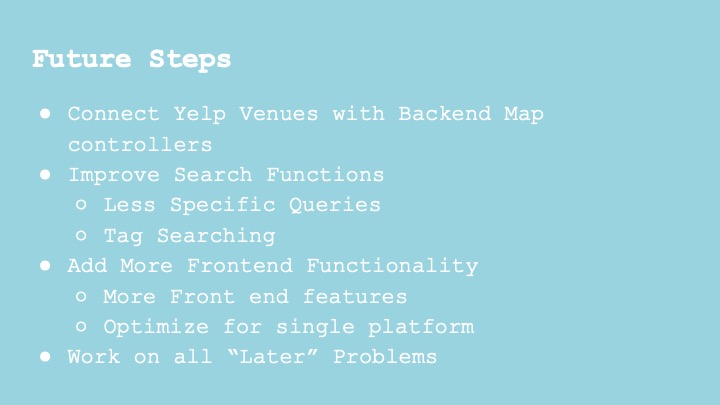 Future Steps
● Connect Yelp Venues with Backend Map
controllers
● Improve Search Functions
○ Less Specific Queries
○ Tag Searching
● Add More Frontend Functionality
○ More Front end features
○ Optimize for single platform
● Work on all “Later” Problems